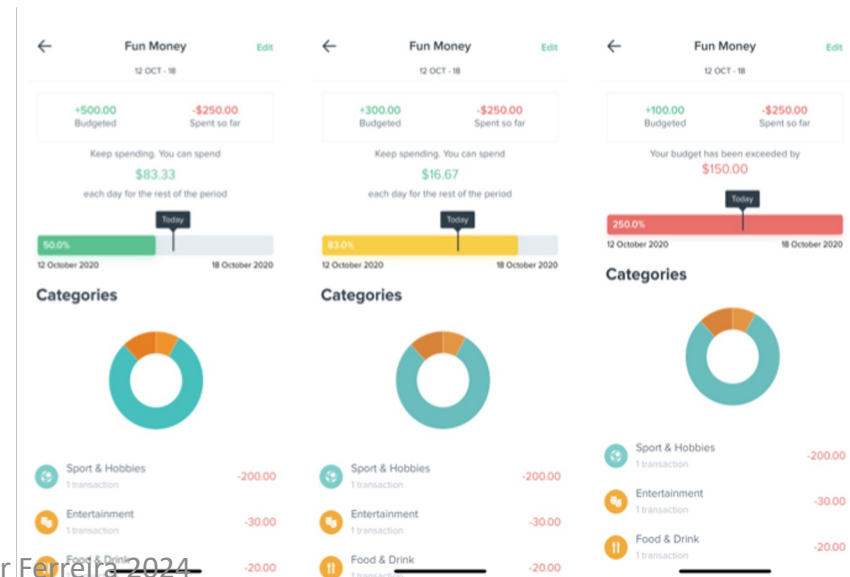 Fun Money
Edit
12 OCT - 18
+500.00
-$250.00
Budgeted
Spent so far
Keep spending. You can spend
$83.33
each day for the rest of the period
Today
50.0%
12 October 2020
18 October 2020
Categories
Sport & Hobbies
1 transaction
-200.00
Entertainment
1 transaction
-30.00
Food & Drink
-20.00
Fun Money
Edit
12 OCT - 18
+300.00
-$250.00
Budgeted
Spent so far
Keep spending. You can spend
$16.67
each day for the rest of the period
Today
83.0%
12 October 2020
18 October 2020
Categories
Sport & Hobbies
1 transaction
-200.00
Entertainment
1 transaction
-30.00
Food & Drink
1 transaction
-20.00
Fun Money
Edit
12 OCT - 18
+100.00
-$250.00
Budgeted
Spent so far
Your budget has been exceeded by
$150.00
Today
250.0%
12 October 2020
18 October 2020
Categories
Sport & Hobbies
1 transaction
-200.00
Entertainment
1 transaction
-30.00
Food & Drink
1 transaction
-20.00
r Ferreira 2024